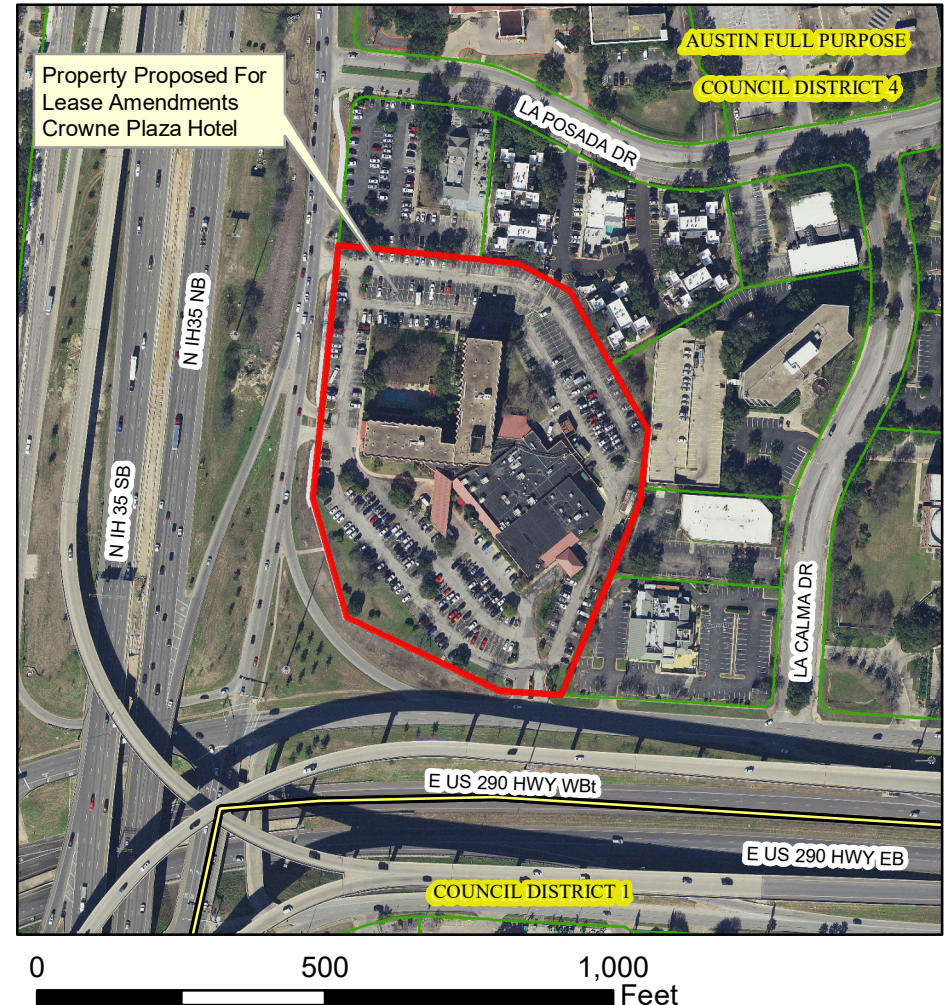 AUSTIN FULL PURPOSE
COUNCIL DISTRICT 4
Property Proposed For
Lease Amendments
Crowne Plaza Hotel
LA POSADA DR
N IH35 NB
N IH 35 SB
LA CALMA DR
E US 290 HWY WBt
E US 290 HWY EB
COUNCIL DISTRICT 1
0 500 1,000
Feet